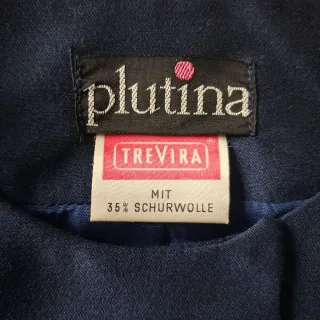 plutina
TREVIRA
MIT
35% SCHURWOLLE